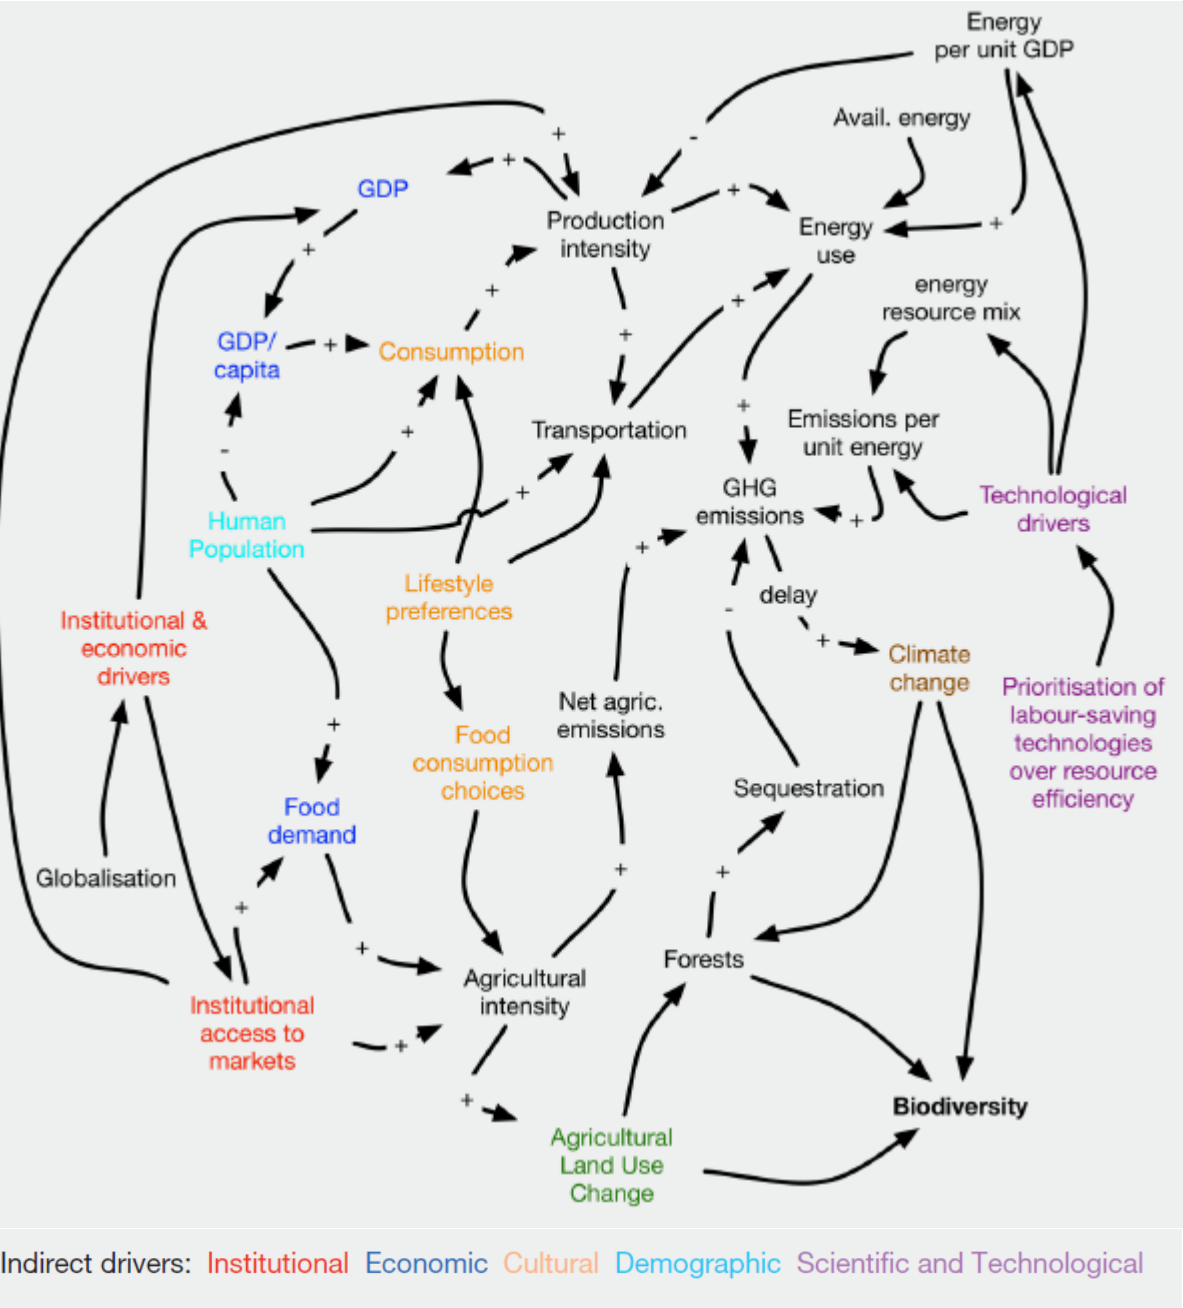 Energy
per unit GDP
Avail. energy
+
-
+
GDP
+
Production
intensity
Energy
use
+
+
energy
resource mix
+
+
+
GDP/
capita
+
Consumption
+
Emissions per
unit energy
Transportation
+
-
+
GHG
emissions
Technological
drivers
+
Human
Population
+
+
Lifestyle
preferences
delay
-
Institutional &
economic
drivers
+
Climate
change
Prioritisation of
labour-saving
technologies
over resource
efficiency
Net agric.
emissions
+
Food
consumption
choices
Sequestration
Food
demand
Globalisation
+
+
+
+
Forests
Agricultural
intensity
Institutional
access to
markets
+
+
Biodiversity
Agricultural
Land Use
Change
Indirect drivers: Institutional Economic Cultural Demographic Scientific and Technological